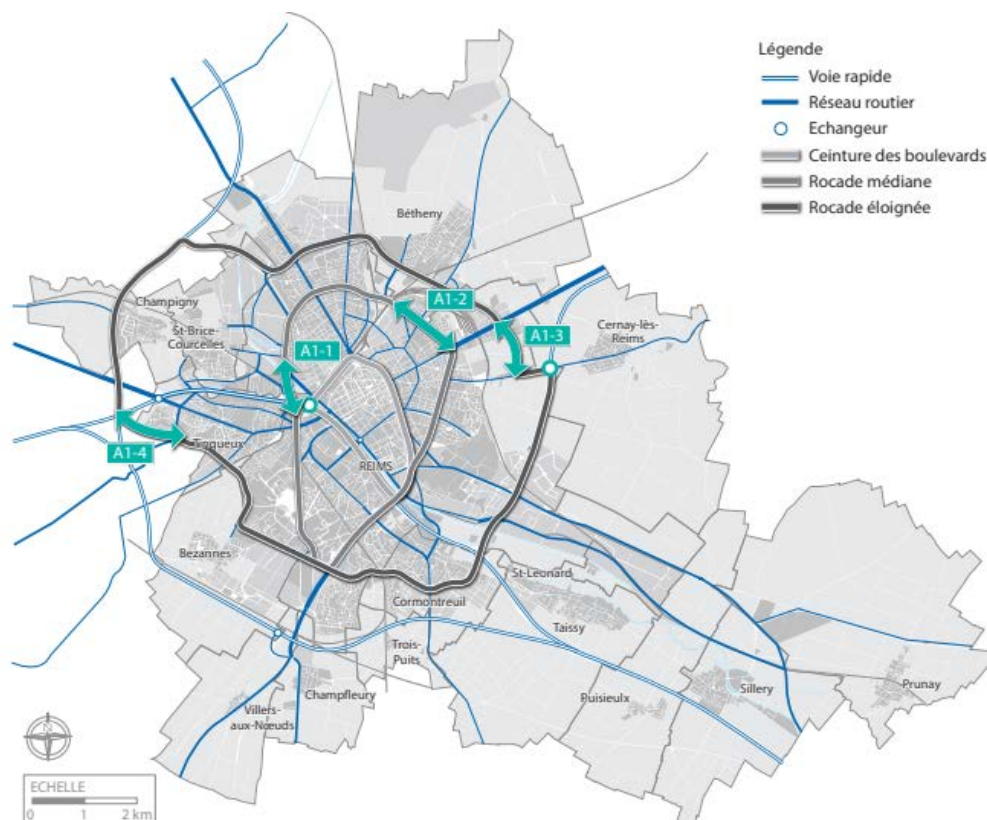 Légende
Voie rapide
Réseau routier
Echangeur
Ceinture des boulevards
Rocade médiane
Rocade éloignée
Bétheny
A1-2
Champigny
A1-3
Cernay-lès-
Reims
St-Brice-
Courcelles
A1-1
Tinqueux
A1-4
REIMS
Bezannes
St-Léonard
Cormontreuil
Taissy
Trois-
Puits
Champfleury
Sillery
Prunay
Puisieulx
Villers-
aux-Nœuds
N
ECHELLE
0 1 2 km